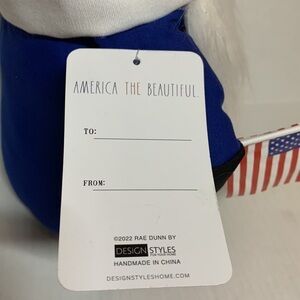 AMERICA THE BEAUTIFUL.
TO:
FROM:
©2022 RAE DUNN BY
DESIGN STYLES
HANDMADE IN CHINA
DESIGNSTYLESHOME.COM